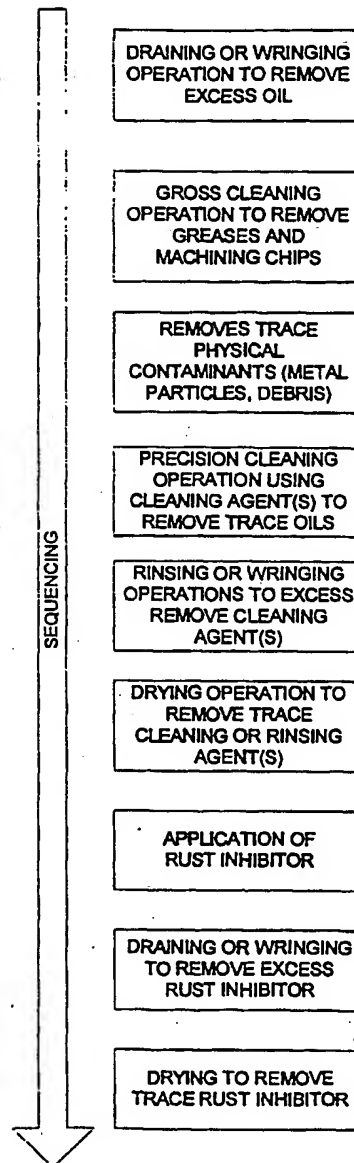 SEQUENCING
DRAINING OR WRINGING
OPERATION TO REMOVE
EXCESS OIL
GROSS CLEANING
OPERATION TO REMOVE
GREASES AND
MACHINING CHIPS
REMOVES TRACE
PHYSICAL
CONTAMINANTS (METAL
PARTICLES, DEBRIS)
PRECISION CLEANING
OPERATION USING
CLEANING AGENT(S) TO
REMOVE TRACE OILS
RINSING OR WRINGING
OPERATIONS TO EXCESS
REMOVE CLEANING
AGENT(S)
DRYING OPERATION TO
REMOVE TRACE
CLEANING OR RINSING
AGENT(S)
APPLICATION OF
RUST INHIBITOR
DRAINING OR WRINGING
TO REMOVE EXCESS
RUST INHIBITOR
DRYING TO REMOVE
TRACE RUST INHIBITOR